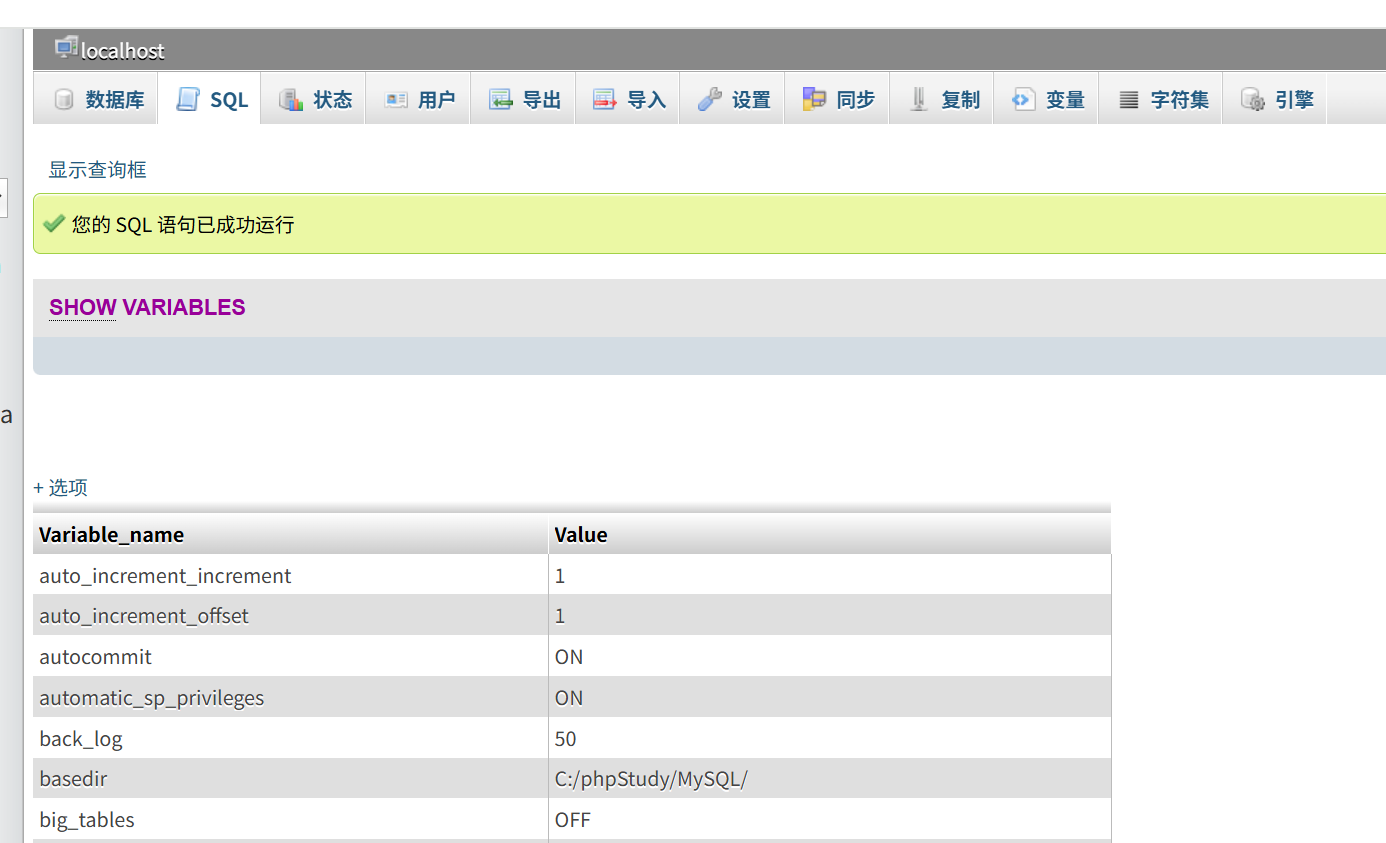 localhost
数据库 SQL 状态 用户 导出 导入 设置 同步 复制 变量 字符集 引擎
显示查询框
您的 SQL 语句已成功运行
SHOW VARIABLES
a
+ 选项
Variable_name Value
auto_increment_increment 1
auto_increment_offset 1
autocommit ON
automatic_sp_privileges ON
back_log 50
basedir C:/phpStudy/MySQL/
big_tables OFF